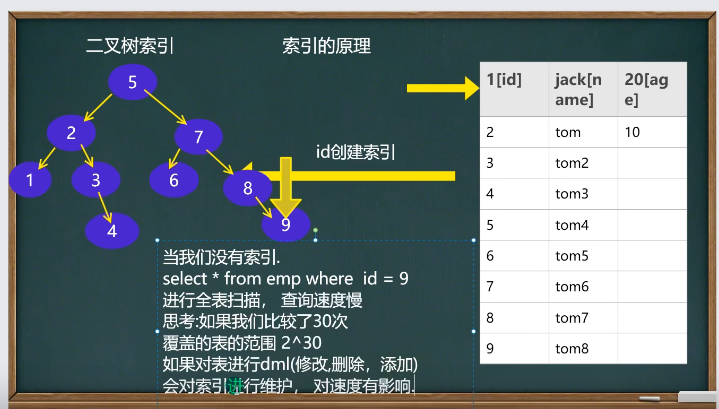 二叉树索引
索引的原理
5
2
7
1
3
6
8
4
9
id创建索引
1[id] jack[name] 20[age]
2 tom 10
3 tom2
4 tom3
5 tom4
6 tom5
7 tom6
8 tom7
9 tom8
当我们没有索引.
select * from emp where id = 9
进行全表扫描， 查询速度慢
思考:如果我们比较了30次
覆盖的表的范围 2^30
如果对表进行dml(修改,删除，添加)
会对索引进行维护， 对速度有影响.